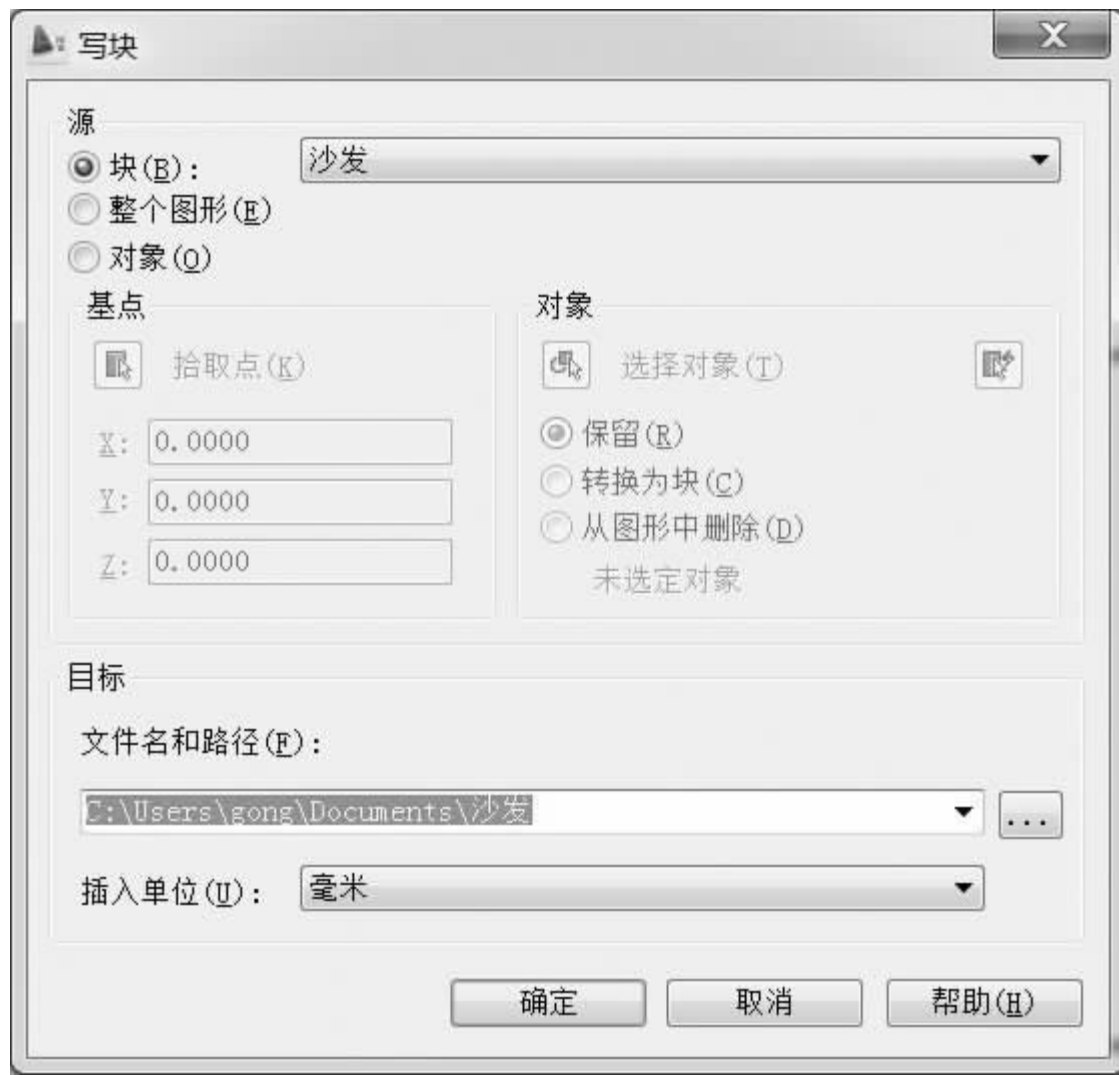 写块
源
块(B): 沙发
整个图形(E)
对象(O)
基点
拾取点(K)
X: 0.0000
Y: 0.0000
Z: 0.0000
对象
选择对象(T)
保留(R)
转换为块(C)
从图形中删除(D)
未选定对象
目标
文件名和路径(F):
C:\Users\gong\Documents\沙发
...
插入单位(U): 毫米
确定 取消 帮助(H)